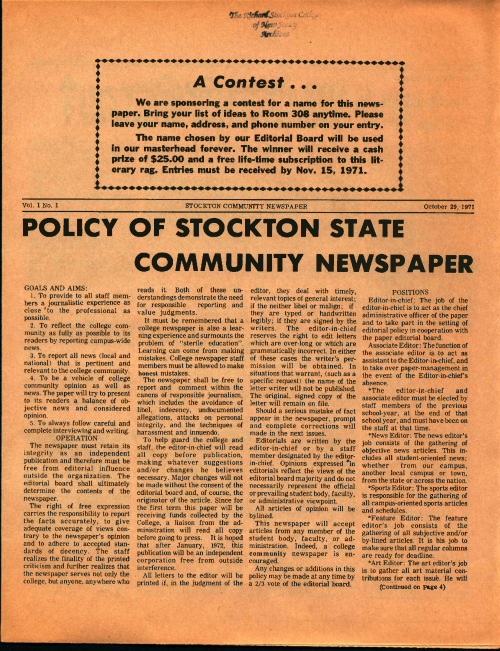 The Richard Stockton College
of New Jersey
Archives
A Contest . . .
We are sponsoring a contest for a name for this news-
paper. Bring your list of ideas to Room 308 anytime. Please
leave your name, address, and phone number on your entry.
The name chosen by our Editorial Board will be used
in our masterhead forever. The winner will receive a cash
prize of $25.00 and a free life-time subscription to this lit-
erary rag. Entries must be received by Nov. 15, 1971.
Vol. 1 No. 1 STOCKTON COMMUNITY NEWSPAPER October 29, 1971
POLICY OF STOCKTON STATE
COMMUNITY NEWSPAPER
GOALS AND AIMS:
1. To provide to all staff mem-
bers a journalistic experience as
close to the professional as
possible.
2. To reflect the college com-
munity as fully as possible to its
readers by reporting campus-wide
news.
3. To report all news (local and
national) that is pertinent and
relevant to the college community.
4. To be a vehicle of college
community opinion as well as
news. The paper will try to present
to its readers a balance of ob-
jective news and considered
opinion.
5. To always follow careful and
complete interviewing and writing.
OPERATION
The newspaper must retain its
integrity as an independent
publication and therefore must be
free from editorial influence
outside the organization. The
editorial board shall ultimately
determine the contents of the
newspaper.
The right of free expression
carries the responsibility to report
the facts accurately, to give
adequate coverage of views con-
trary to the newspaper's opinion
and to adhere to accepted stan-
dards of decency. The staff
realizes the finality of the printed
criticism and further realizes that
the newspaper serves not only the
college, but anyone, anywhere who
reads it. Both of these un-
derstandings demonstrate the need
for responsible reporting and
value judgments.
It must be remembered that a
college newspaper is also a lear-
ning experience and surmounts the
problem of "sterile education".
Learning can come from making
mistakes. College newspaper staff
members must be allowed to make
honest mistakes.
The newspaper shall be free to
report and comment within the
canons of responsible journalism,
which includes the avoidance of
libel, indecency, undocumented
allegations, attacks on personal
integrity, and the techniques of
harassment and innuendo.
To help guard the college and
staff, the editor-in-chief will read
all copy before publication,
making whatever suggestions
and/or changes he believes
necessary. Major changes will not
be made without the consent of the
editorial board and, of course, the
originator of the article. Since for
the first term this paper will be
receiving funds collected by the
College, a liaison from the ad-
ministration will read all copy
before going to press. It is hoped
that after January, 1972, this
publication will be an independent
corporation free from outside
interference.
All letters to the editor will be
printed if, in the judgment of the
editor, they deal with timely,
relevant topics of general interest;
if the neither libel or malign; if
they are typed or handwritten
legibly; if they are signed by the
writers. The editor-in-chief
reserves the right to edit letters
which are over-long or which are
grammatically incorrect. In either
of these cases the writer's per-
mission will be obtained. In
situations that warrant, (such as a
specific request) the name of the
letter writer will not be published.
The original, signed copy of the
letter will remain on file.
Should a serious mistake of fact
appear in the newspaper, prompt
and complete corrections will
made in the next issues.
Editorials are written by the
editor-in-chief or by a staff
member designated by the editor-
in-chief. Opinions expressed in
editorials reflect the views of the
editorial board majority and do not
necessarily represent the official
or prevailing student body, faculty,
or administrative viewpoint.
All articles of opinion will be
bylined.
This newspaper will accept
articles from any member of the
student body, faculty, or ad-
ministration. Indeed, a college
community newspaper is en-
couraged.
Any changes or additions in this
policy may be made at any time by
a 2/3 vote of the editorial board.
POSITIONS
Editor-in-chief: The job of the
editor-in-chief is to act as the chief
administrative officer of the paper
and to take part in the setting of
editorial policy in cooperation with
the paper editorial board.
Associate Editor: The function of
the associate editor is to act as
assistant to the Editor-in-chief, and
to take over paper-management in
the event of the Editor-in-chief's
absence.
*The editor-in-chief and
associate editor must be elected by
staff members of the previous
school-year, at the end of that
school year, and must have been on
the staff at that time.
*News Editor: The news editor's
job consists of the gathering of
objective news articles. This in-
cludes all student-oriented news;
whether from our campus,
another local campus or town,
from the state or across the nation.
*Sports Editor: The sports editor
is responsible for the gathering of
all campus-oriented sports articles
and schedules.
*Feature Editor: The feature
editor's job consists of the
gathering of all subjective and/or
by-lined articles. It is his job to
make sure that all regular columns
are ready for deadline.
*Art Editor: The art editor's job
is to gather all art material con-
tributions for each issue. He will
(Continued on Page 4)